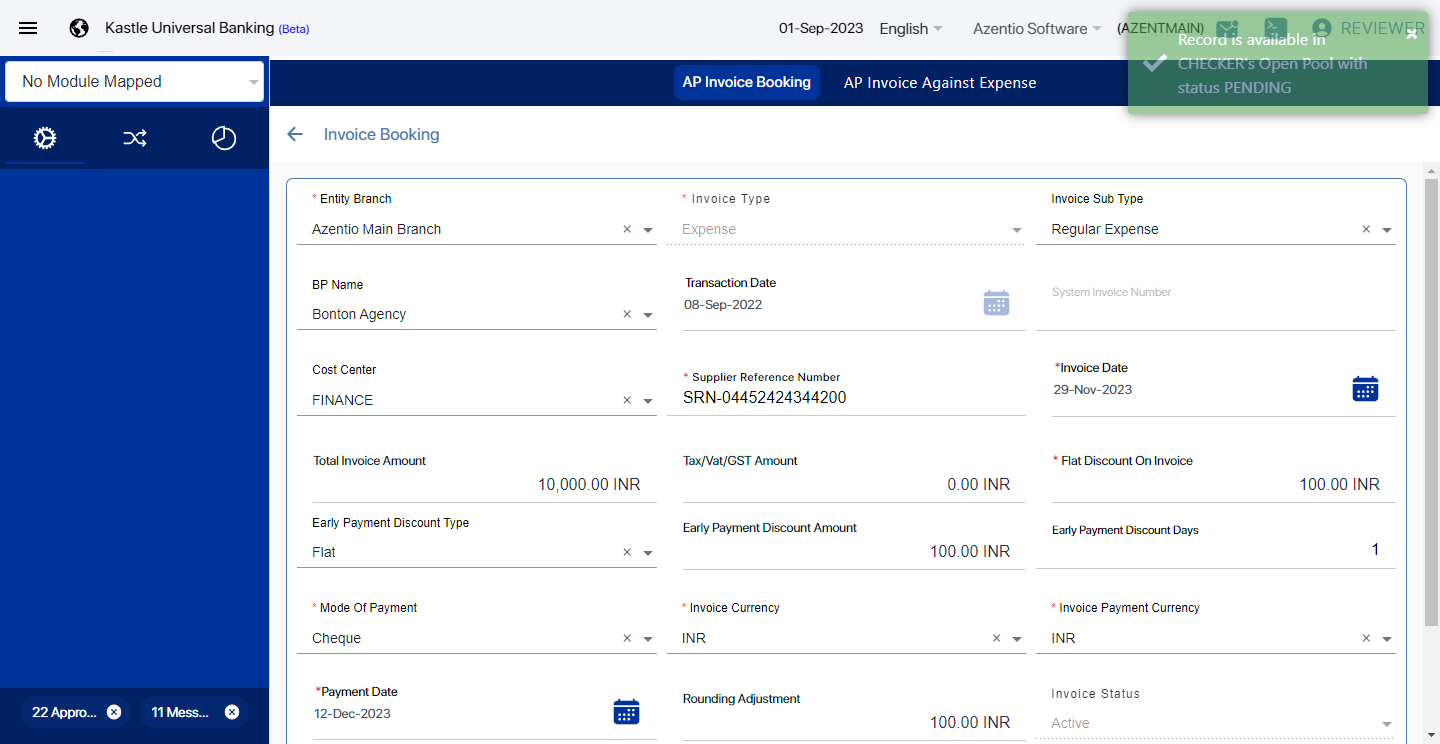 Kastle Universal Banking (Beta)
01-Sep-2023 English Azentio Software (AZENTMAIN) REVIEWER
Record is available in
CHECKER's Open Pool with
status PENDING
No Module Mapped
AP Invoice Booking AP Invoice Against Expense
Invoice Booking
* Entity Branch * Invoice Type Invoice Sub Type
Azentio Main Branch Expense Regular Expense
BP Name Transaction Date System Invoice Number
Bonton Agency 08-Sep-2022
Cost Center * Supplier Reference Number *Invoice Date
FINANCE SRN-04452424344200 29-Nov-2023
Total Invoice Amount Tax/Vat/GST Amount * Flat Discount On Invoice
10,000.00 INR 0.00 INR 100.00 INR
Early Payment Discount Type Early Payment Discount Amount Early Payment Discount Days
Flat 100.00 INR 1
* Mode Of Payment * Invoice Currency * Invoice Payment Currency
Cheque INR INR
*Payment Date Rounding Adjustment Invoice Status
12-Dec-2023 100.00 INR Active
22 Appro... 11 Mess...